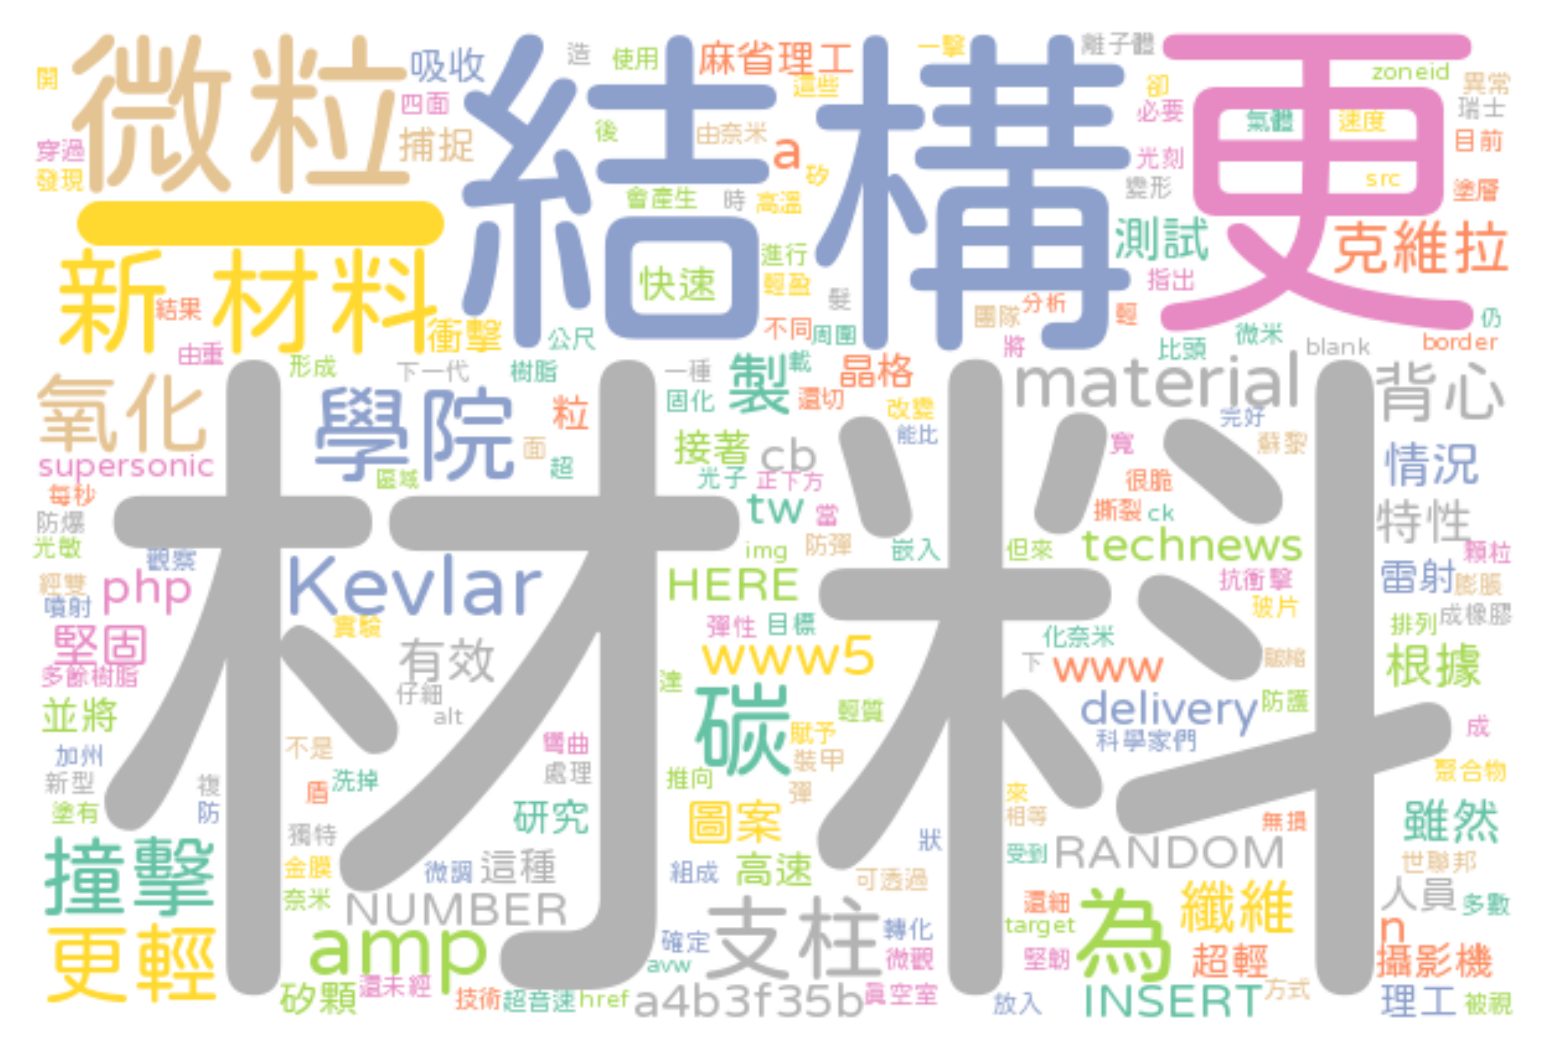 微粒 結構 更
一
新 材料
材料
開
吸收
四面
捕捉
穿過
發現
造
使用
麻省理工
這些
一擊
離子體
卻
必要
zoneid
異常
瑞士
氣體
速度
目前
後
由奈米
a
矽
光刻
變形
src
塗層
會產生
時
高溫
測試
克維拉
指出
快速
進行
輕盈
髮
結果
衝擊
公尺
不同
周圍
團隊
分析
輕
將
微米
仍
比頭
blank
border
由重
形成
下一代
樹脂
一種
製
載
晶格
material
背心
氧化
學院
粒
固化
還切
改變
能比
完好
蘇黎
寬
supersonic
面
超
接著
cb
情況
每秒
區域
光子
正下方
很脆
防爆
tw
當
撕裂
ck
特性
光敏
觀察
img
防彈
嵌入
但來
technews
顆粒
經雙
php
Kevlar
HERE
抗衝擊
雷射
膨脹
噴射
玻片
成橡膠
實驗
彈性
目標
化奈米
排列
堅固
有效
www5
下
www
皺縮
根據
多餘樹脂
仔細
達
碳
輕質
delivery
防護
並將
alt
賦予
科學家們
成
加州
不是
彎曲
裝甲
新型
複
盾
洗掉
處理
推向
彈
聚合物
塗有
防
來
相等
獨特
研究
圖案
狀
無損
雖然
撞擊
金膜
微調
這種
組成
高速
可透過
受到
RANDOM
世聯邦
奈米
NUMBER
支柱
還細
為
纖維
人員
多數
更輕
amp
確定
轉化
target
n
avw
微觀
堅韌
超輕
攝影機
矽顆
還未經
技術
超音速
href
a4b3f35b
真空室
放入
INSERT
方式
理工
被視